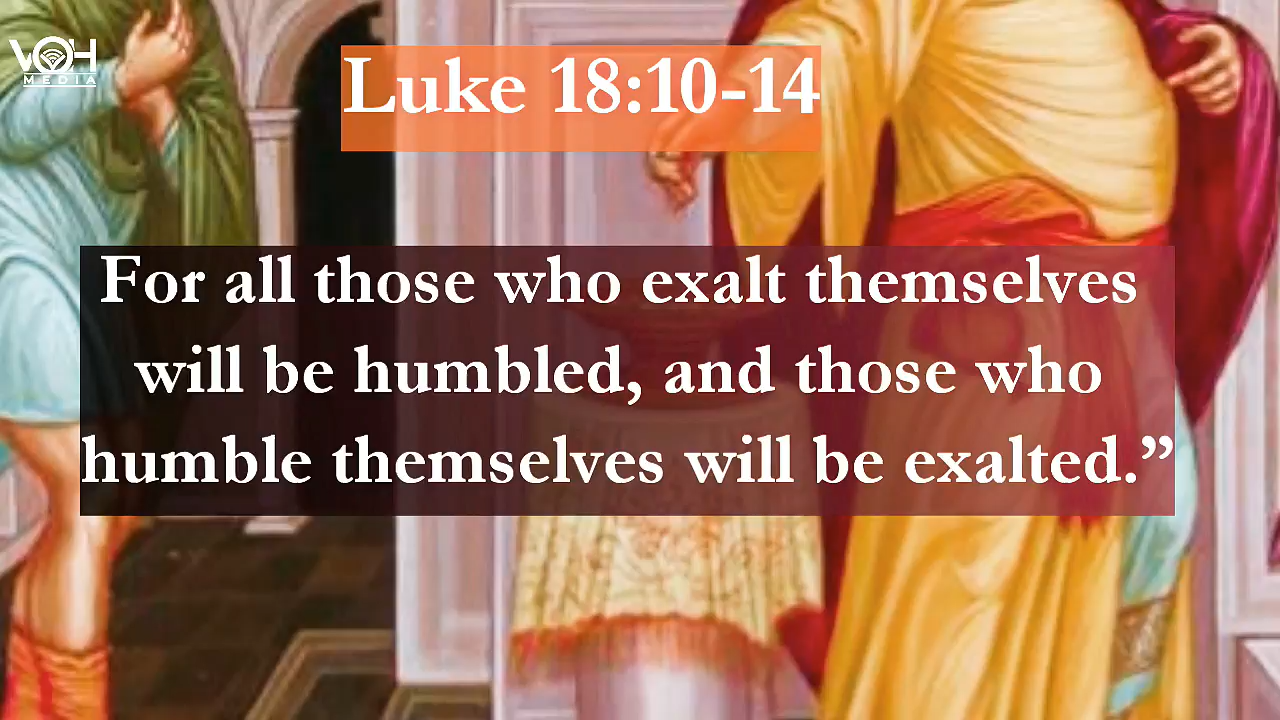 VOH
MEDIA
Luke 18:10-14
For all those who exalt themselves
will be humbled, and those who
humble themselves will be exalted.”